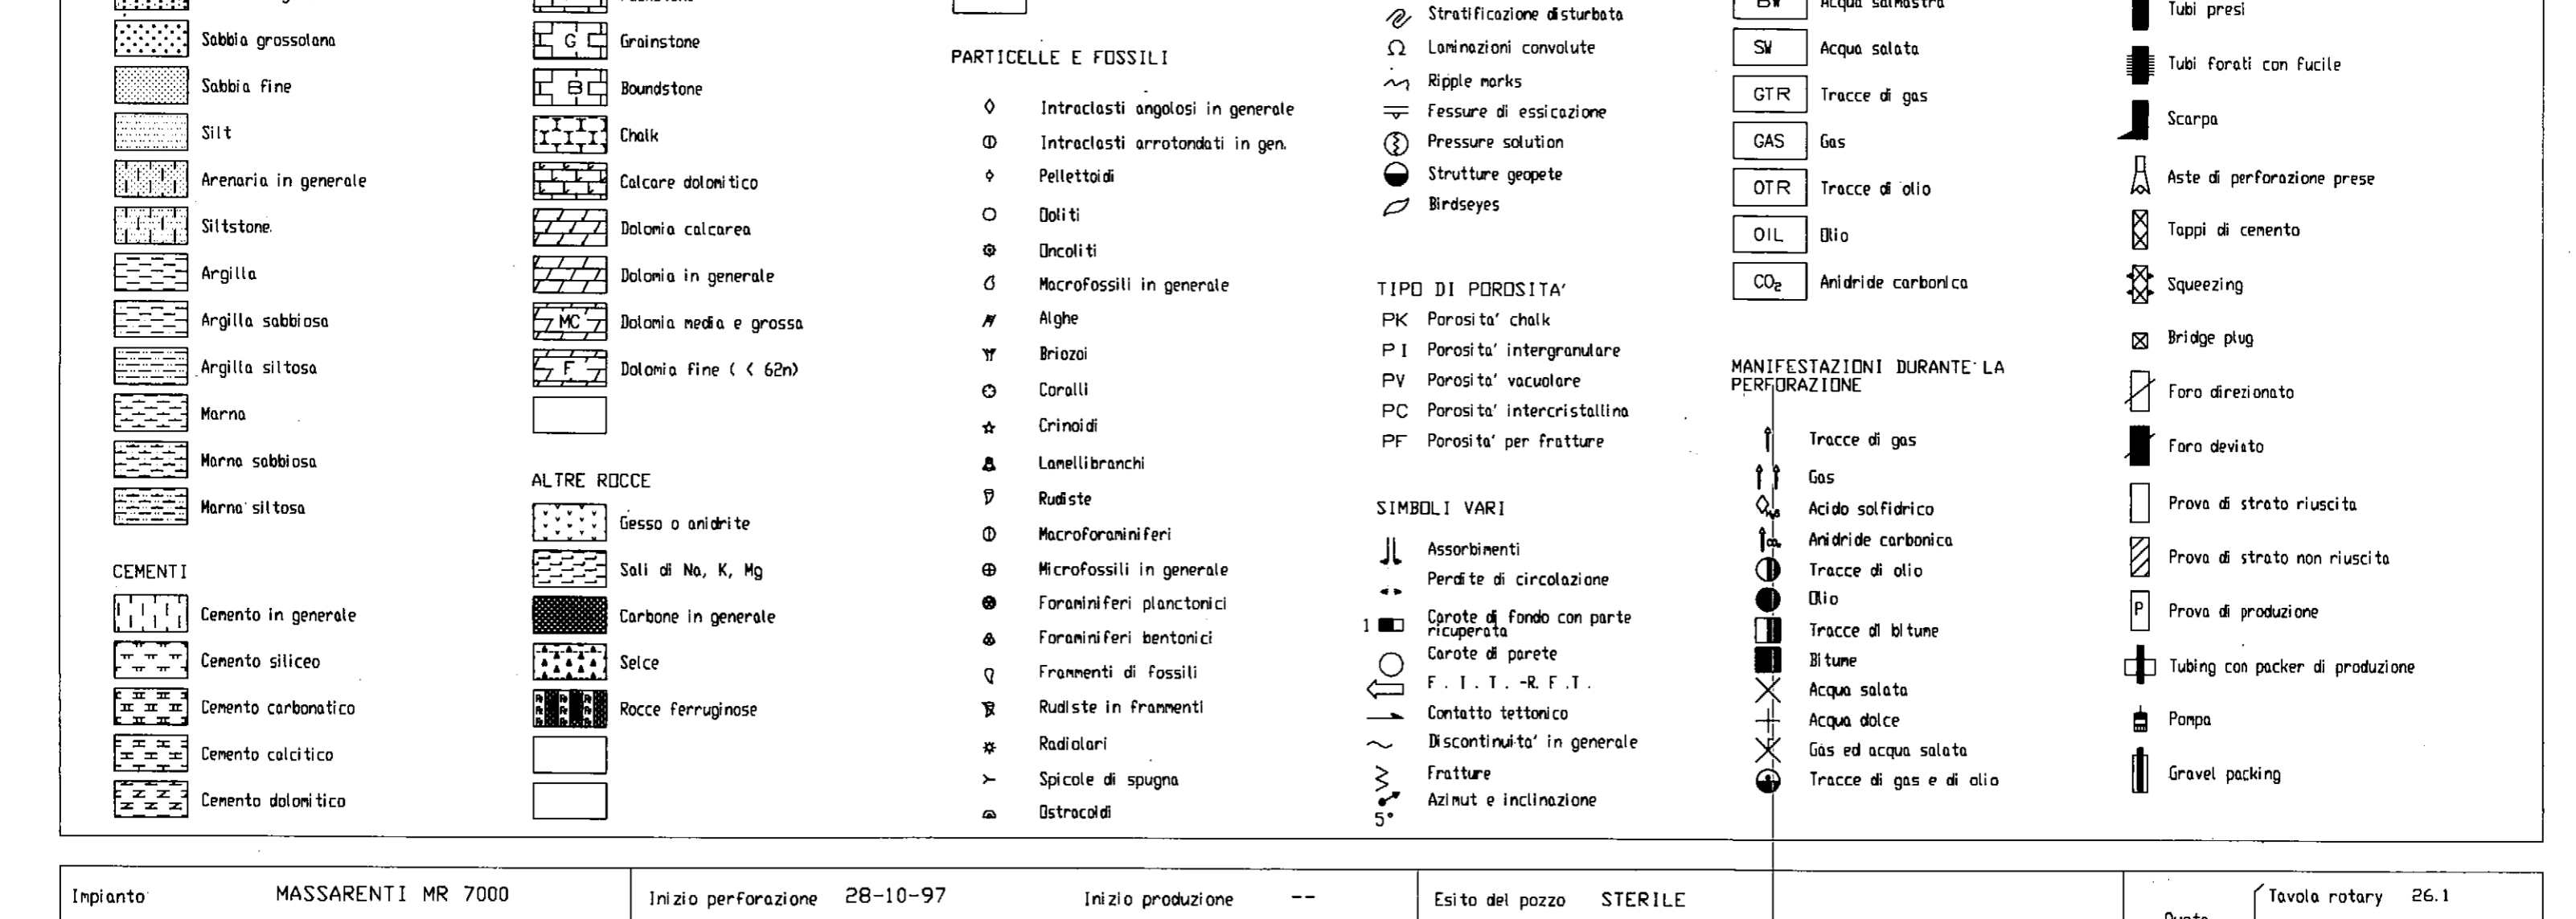 Sabbia grossolana
Sabbia fine
Silt
Arenaria in generale
Siltstone
Argilla
Argilla sabbiosa
Argilla siltosa
Marna
Marna sabbiosa
Marna siltosa
CEMENTI
Cemento in generale
Cemento siliceo
Cemento carbonatico
Cemento calcitico
Cemento dolomitico
G Grainstone
B Boundstone
Chalk
Calcare dolomitico
Dolomia calcarea
Dolomia in generale
MC Dolomia media e grossa
F Dolomia fine ( < 62n)
ALTRE ROCCE
Gesso o anidrite
Sali di Na, K, Mg
Carbone in generale
Selce
Rocce ferruginose
PARTICELLE E FOSSILI
Intraclasti angolosi in generale
Intraclasti arrotondati in gen.
Pellettoidi
Ooliti
Oncoliti
Macrofossili in generale
Alghe
Briozoi
Coralli
Crinoidi
Lamellibranchi
Rudiste
Macroforaminiferi
Microfossili in generale
Foraminiferi planctonici
Foraminiferi bentonici
Frammenti di fossili
Rudiste in frammenti
Radiolari
Spicole di spugna
Ostracoidi
Stratificazione disturbata
Laminazioni convolute
Ripple marks
Fessure di essicazione
Pressure solution
Strutture geopete
Birdseyes
TIPO DI POROSITA'
PK Porosita' chalk
PI Porosita' intergranulare
PV Porosita' vacuolare
PC Porosita' intercristallina
PF Porosita' per fratture
SIMBOLI VARI
Assorbimenti
Perdite di circolazione
1 Carote di fondo con parte
ricuperata
Carote di parete
F. I. T. -R. F .T.
Contatto tettonico
Discontinuita' in generale
Fratture
Azimut e inclinazione
5°
BW Acqua salmastra
SW Acqua salata
GTR Tracce di gas
GAS Gas
OTR Tracce di olio
OIL Olio
CO2 Anidride carbonica
MANIFESTAZIONI DURANTE LA
PERFORAZIONE
Tracce di gas
Gas
Acido solfidrico
Anidride carbonica
Tracce di olio
Olio
Tracce di bitume
Bitume
Acqua salata
Acqua dolce
Gas ed acqua salata
Tracce di gas e di olio
Tubi presi
Tubi forati con fucile
Scarpa
Aste di perforazione prese
Tappi di cemento
Squeezing
Bridge plug
Foro direzionato
Foro deviato
Prova di strato riuscita
Prova di strato non riuscita
P Prova di produzione
Tubing con packer di produzione
Pompa
Gravel packing
Impianto MASSARENTI MR 7000
Inizio perforazione 28-10-97
Inizio produzione --
Esito del pozzo STERILE
Tavola rotary 26.1